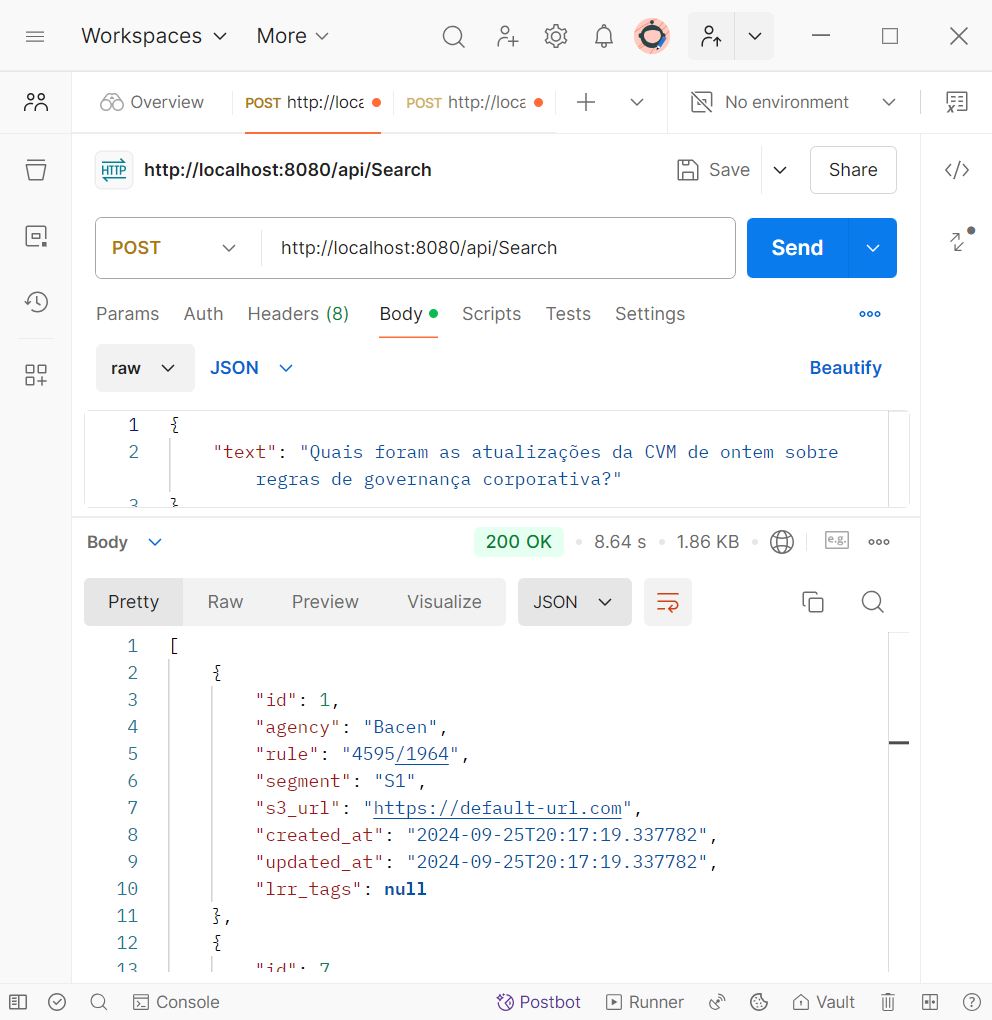 Workspaces More
Overview POST http://loca POST http://loca No environment
HTTP http://localhost:8080/api/Search Save Share
POST http://localhost:8080/api/Search Send
Params Auth Headers (8) Body Scripts Tests Settings
raw JSON Beautify
1 {
2 "text": "Quais foram as atualizações da CVM de ontem sobre
regras de governança corporativa?"
3 }
Body 200 OK 8.64 s 1.86 KB e.g.
Pretty Raw Preview Visualize JSON
1 [
2 {
3 "id": 1,
4 "agency": "Bacen",
5 "rule": "4595/1964",
6 "segment": "S1",
7 "s3_url": "https://default-url.com",
8 "created_at": "2024-09-25T20:17:19.337782",
9 "updated_at": "2024-09-25T20:17:19.337782",
10 "lrr_tags": null
11 },
12 {
13 "id": 7
Console Postbot Runner Vault